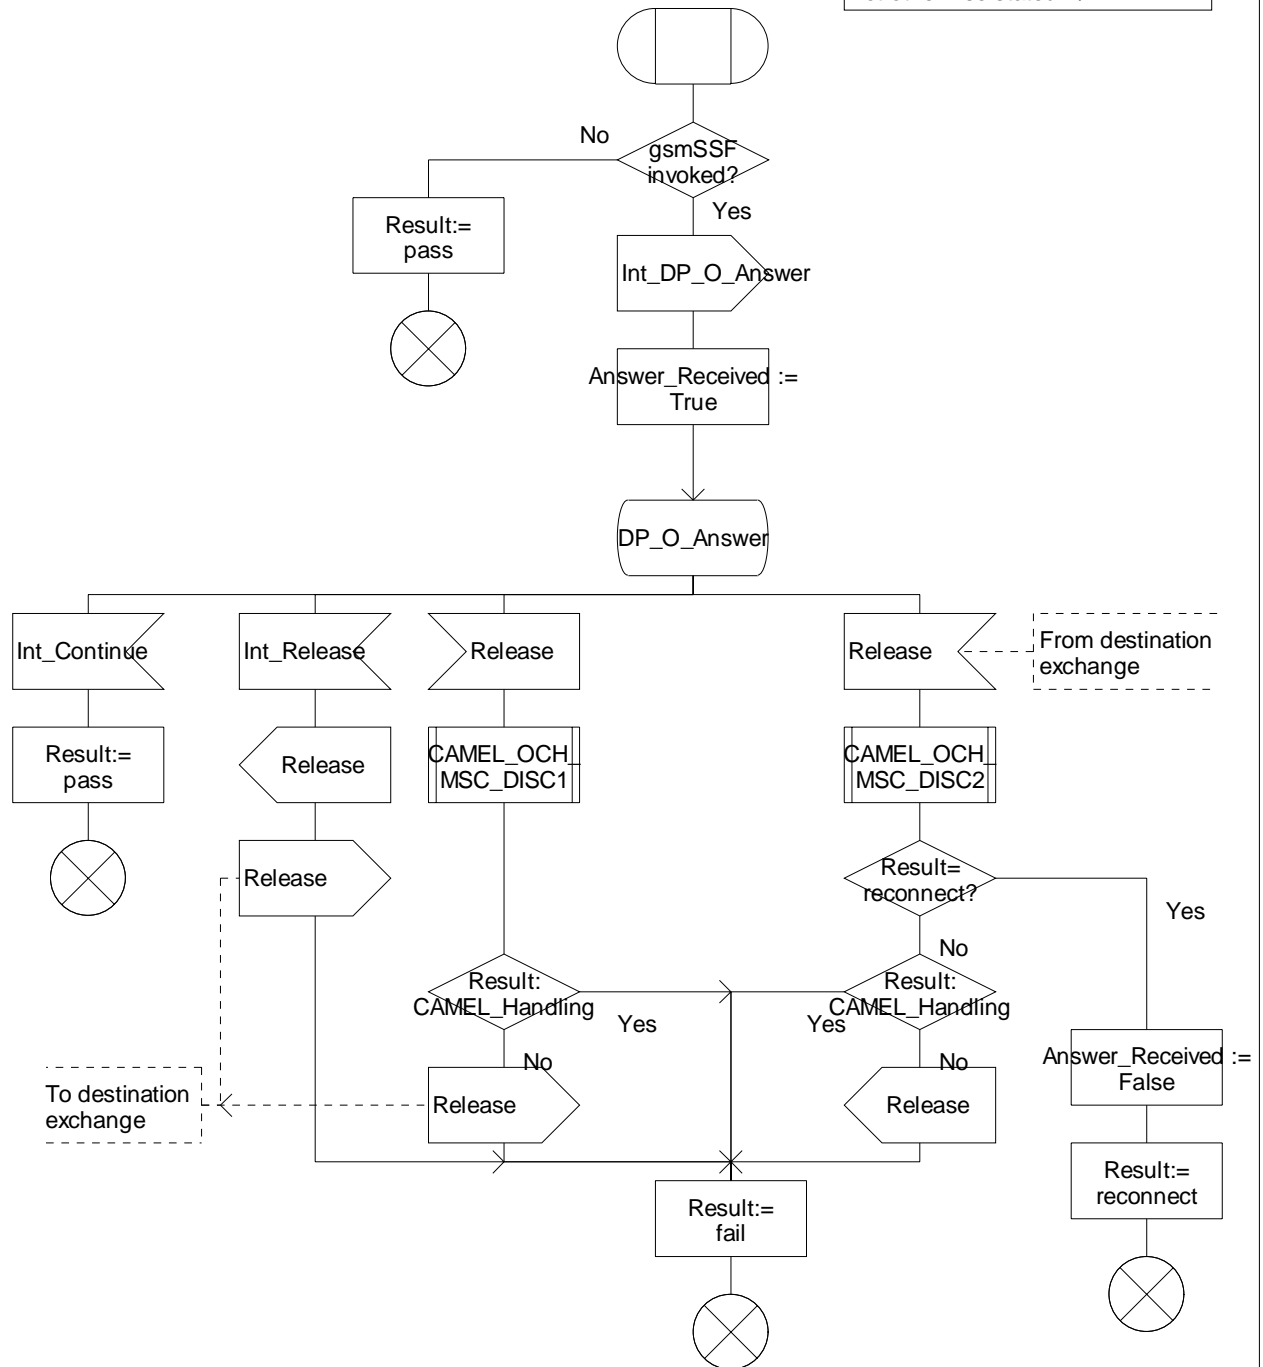 No
gsmSSF
invoked?
Yes
Result:=
pass
Int_DP_O_Answer
Answer_Received :=
True
DP_O_Answer
Int_Continue
Int_Release
Release
Release
From destination
exchange
Result:=
pass
Release
CAMEL_OCH_
MSC_DISC1
CAMEL_OCH_
MSC_DISC2
Release
Result=
reconnect?
Yes
No
Result:
CAMEL_Handling
Yes
Result:
CAMEL_Handling
Yes
No
No
To destination
exchange
Release
Release
Answer_Received :=
False
Result:=
reconnect
Result:=
fail